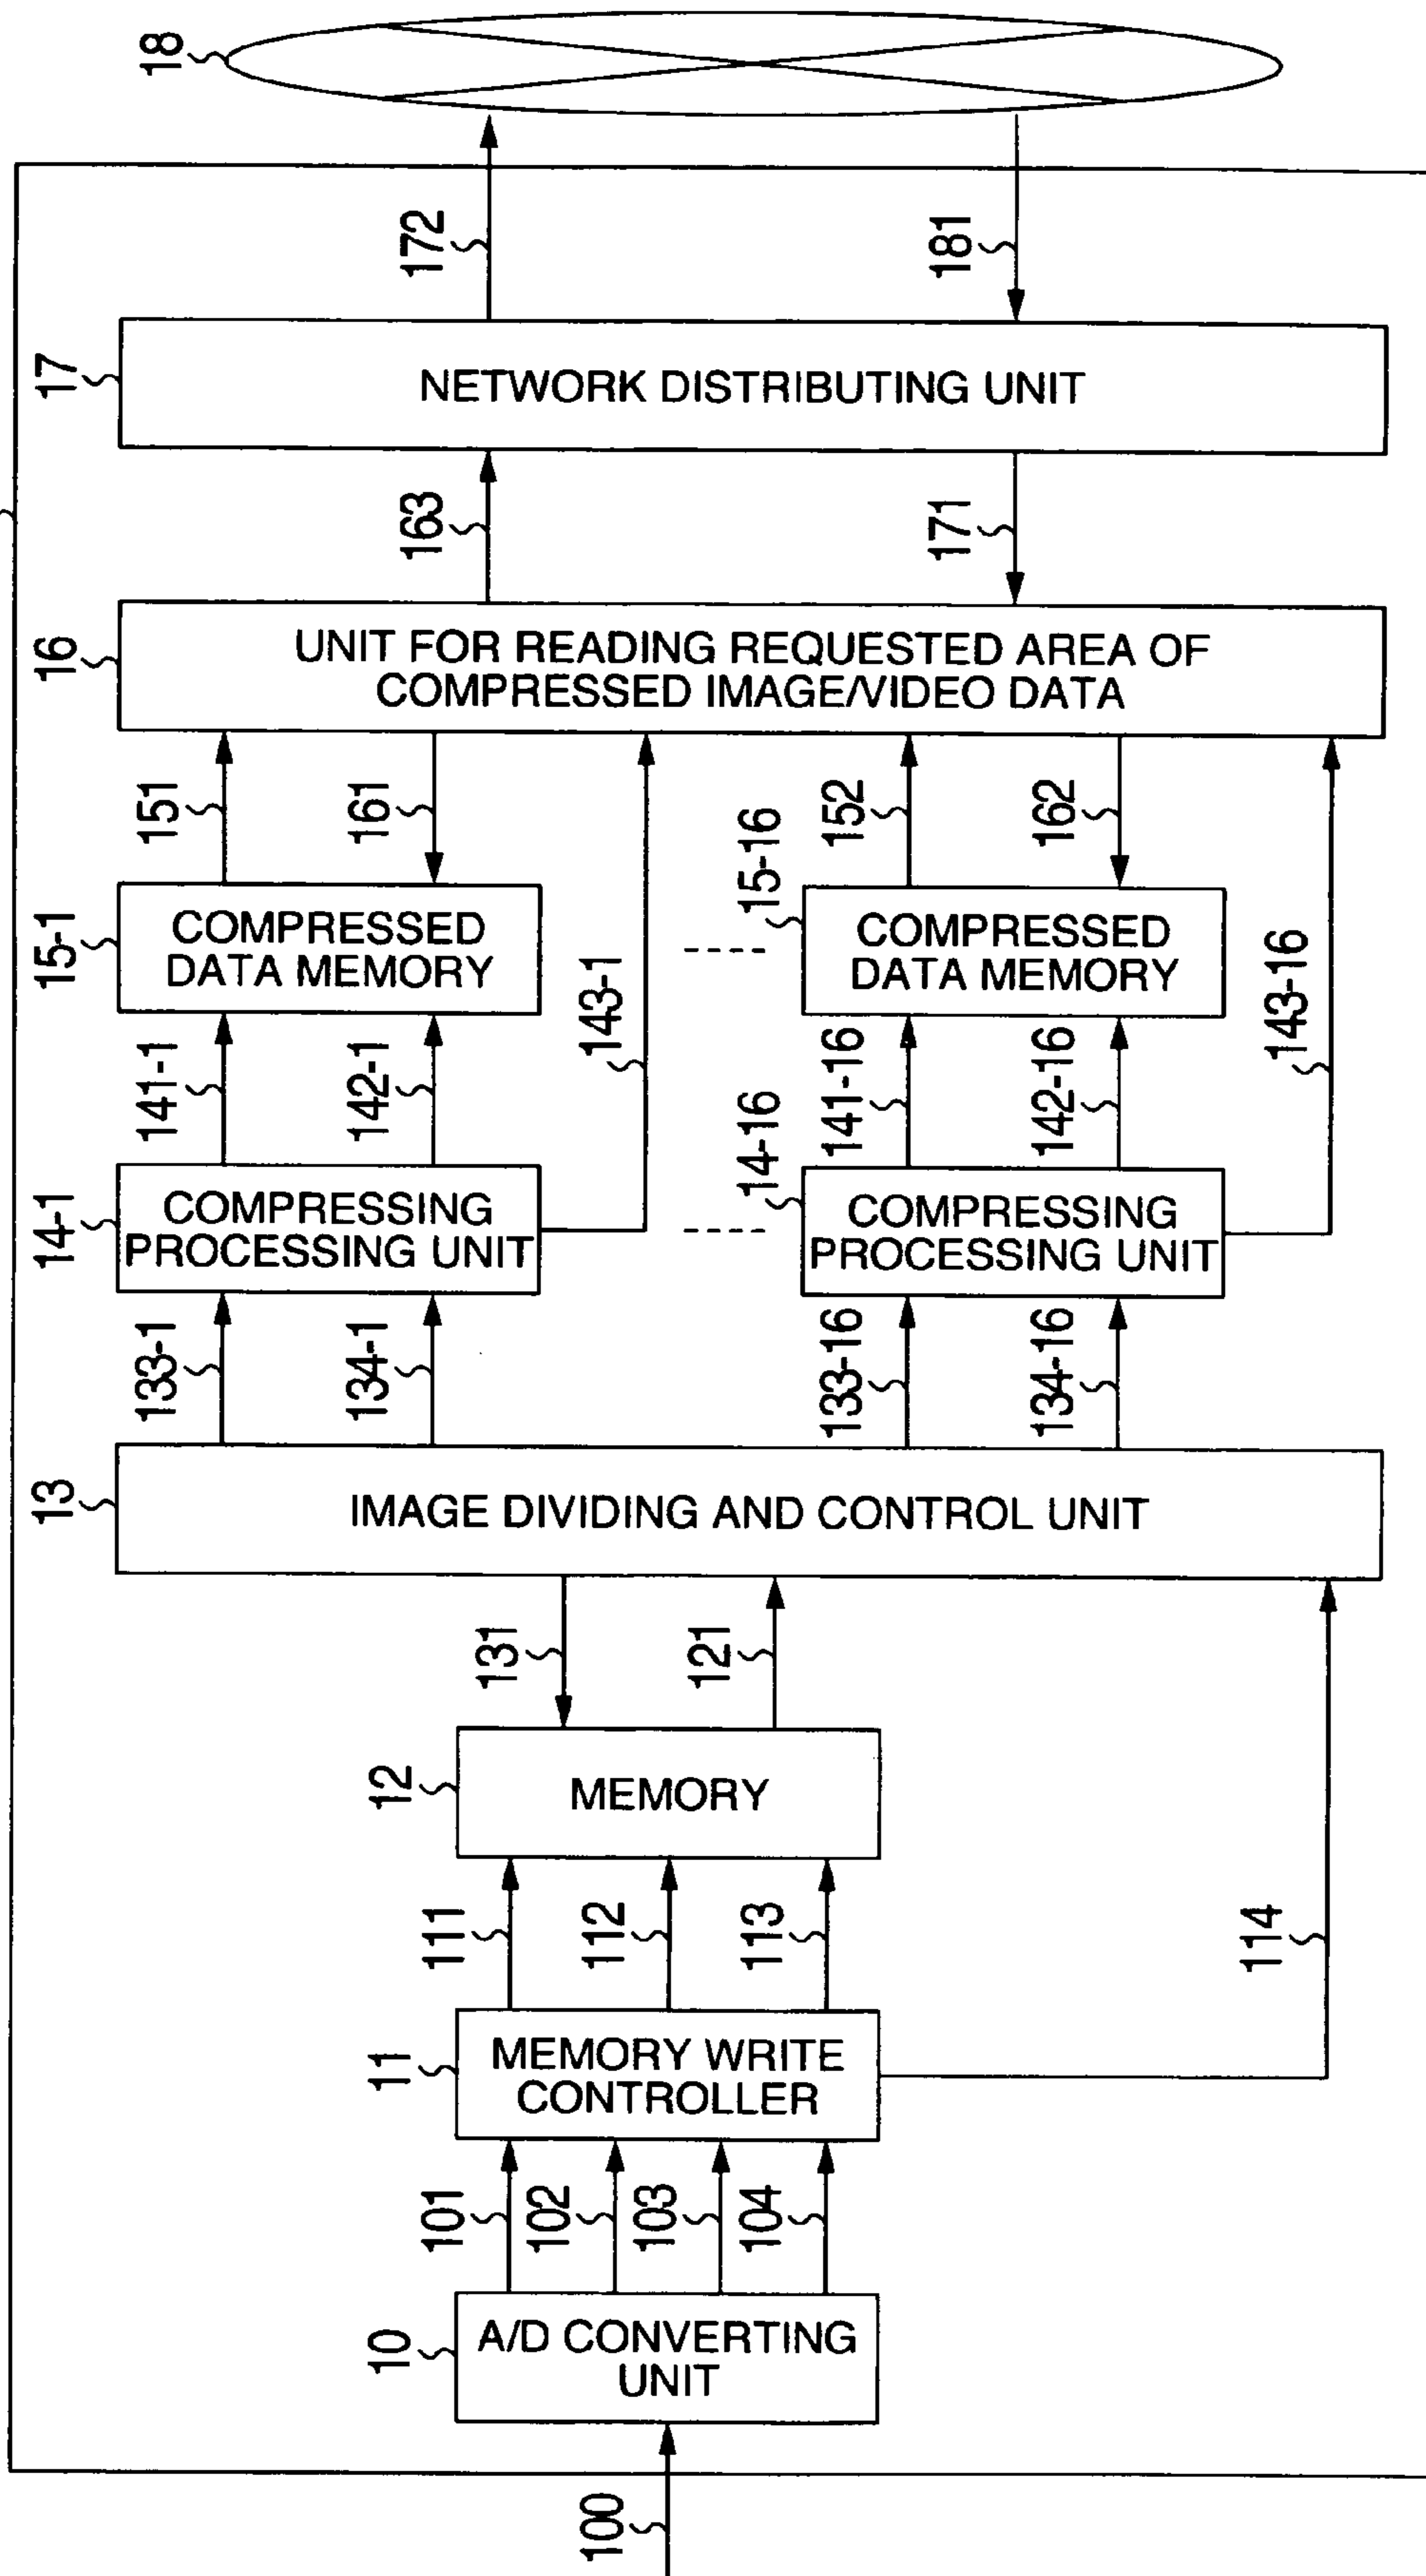 18
172
181
17
NETWORK DISTRIBUTING UNIT
163
171
16
UNIT FOR READING REQUESTED AREA OF
COMPRESSED IMAGE/VIDEO DATA
151
161
152
162
15-1
COMPRESSED
DATA MEMORY
143-1
15-16
COMPRESSED
DATA MEMORY
143-16
141-1
142-1
141-16
142-16
14-1
COMPRESSING
PROCESSING UNIT
14-16
COMPRESSING
PROCESSING UNIT
133-1
134-1
133-16
134-16
13
IMAGE DIVIDING AND CONTROL UNIT
131
121
12
MEMORY
111
112
113
114
11
MEMORY WRITE
CONTROLLER
101
102
103
104
10
A/D CONVERTING
UNIT
100